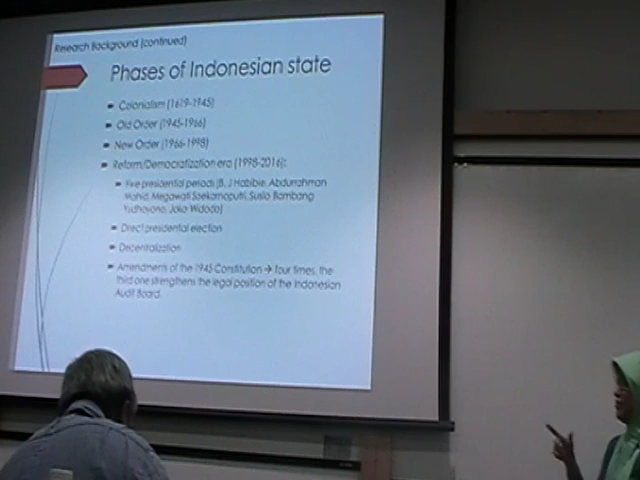 Research Background (continued)
Phases of Indonesian state
Colonialism (1619-1945)
Old Order (1945-1966)
New Order (1966-1998)
Reform/Democratization era (1998-2016):
Five presidential periods (B. J Habibie, Abdurrahman
Wahid, Megawati Soekarnoputri, Susilo Bambang
Yudhoyono, Joko Widodo)
Direct presidential election
Decentralization
Amendments of the 1945 Constitution → four times, the
third one strengthens the legal position of the Indonesian
Audit Board.